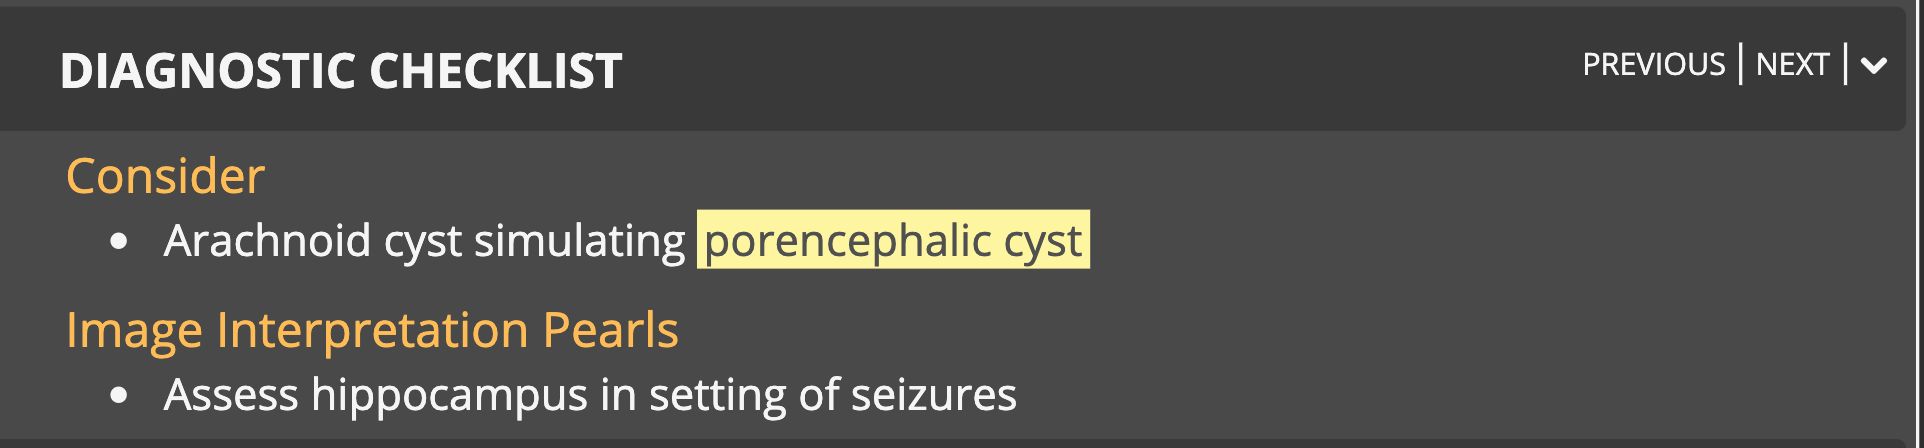 DIAGNOSTIC CHECKLIST
PREVIOUS | NEXT |
Consider
• Arachnoid cyst simulating porencephalic cyst
Image Interpretation Pearls
• Assess hippocampus in setting of seizures